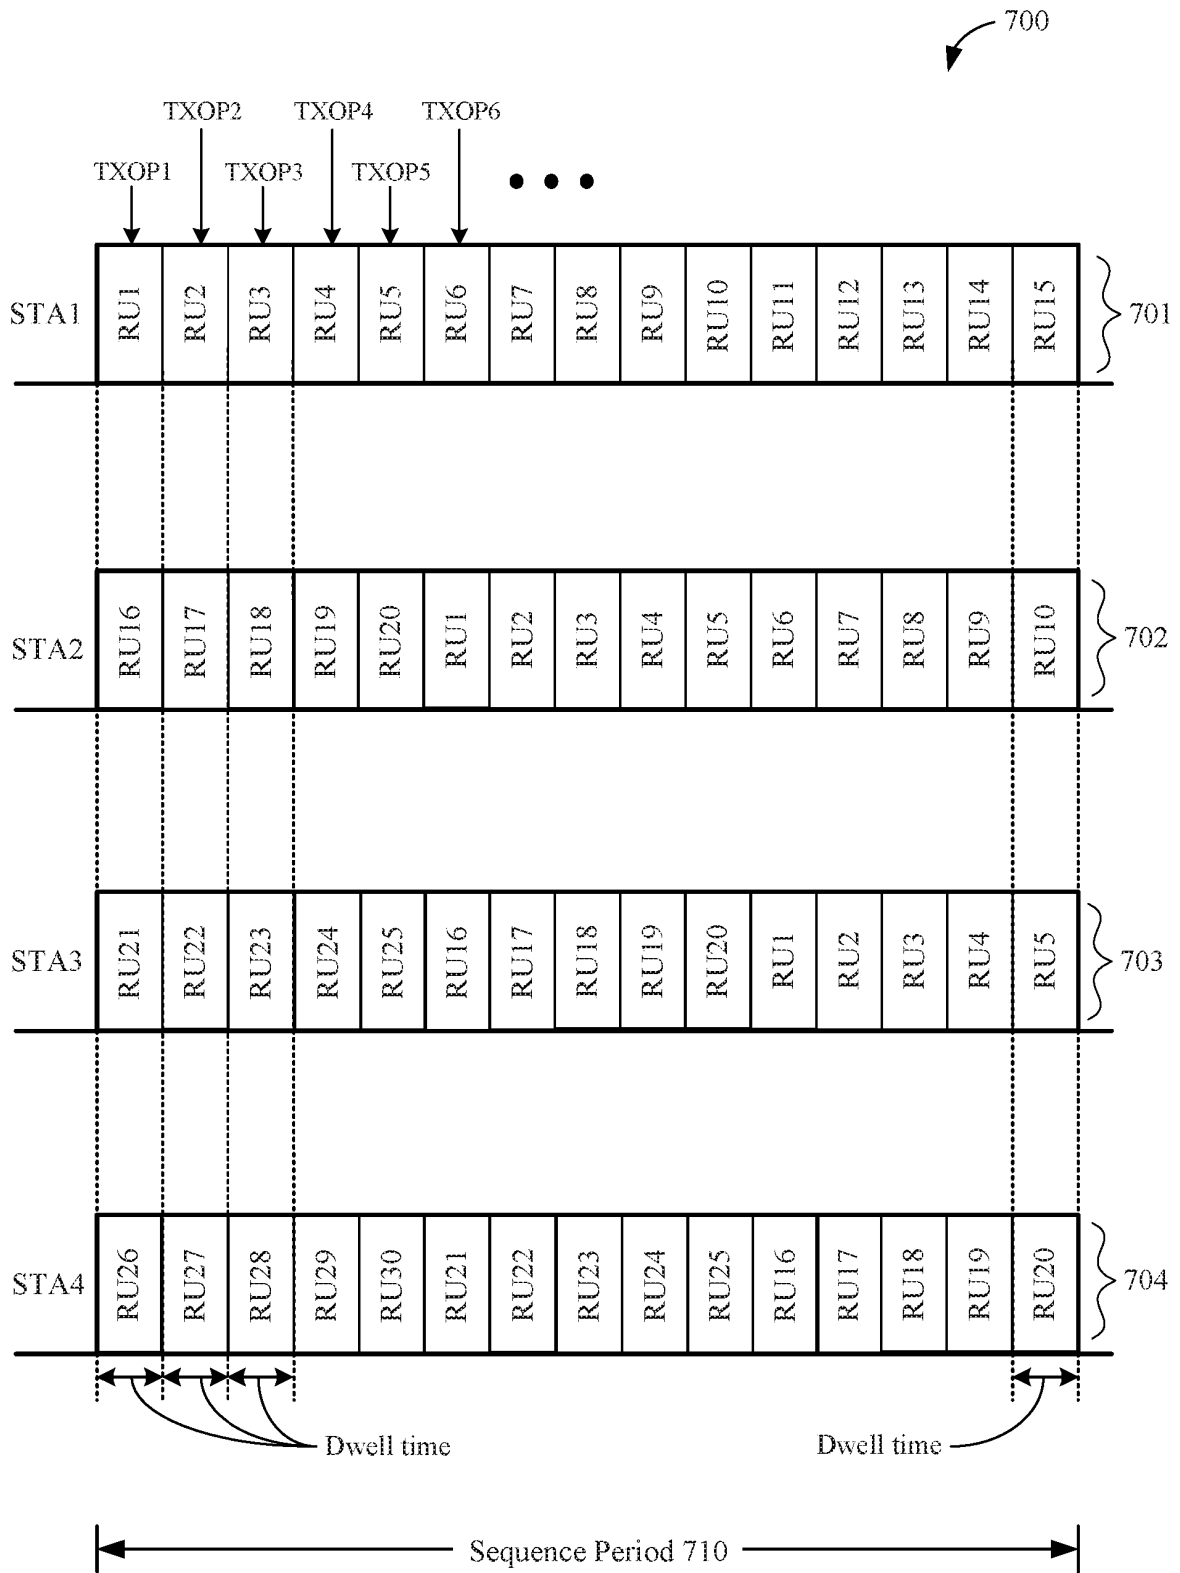 700
TXOP2 TXOP4 TXOP6
TXOP1 TXOP3 TXOP5
STA1 RU1 RU2 RU3 RU4 RU5 RU6 RU7 RU8 RU9 RU10 RU11 RU12 RU13 RU14 RU15 701
STA2 RU16 RU17 RU18 RU19 RU20 RU1 RU2 RU3 RU4 RU5 RU6 RU7 RU8 RU9 RU10 702
STA3 RU21 RU22 RU23 RU24 RU25 RU16 RU17 RU18 RU19 RU20 RU1 RU2 RU3 RU4 RU5 703
STA4 RU26 RU27 RU28 RU29 RU30 RU21 RU22 RU23 RU24 RU25 RU16 RU17 RU18 RU19 RU20 704
Dwell time Dwell time
Sequence Period 710